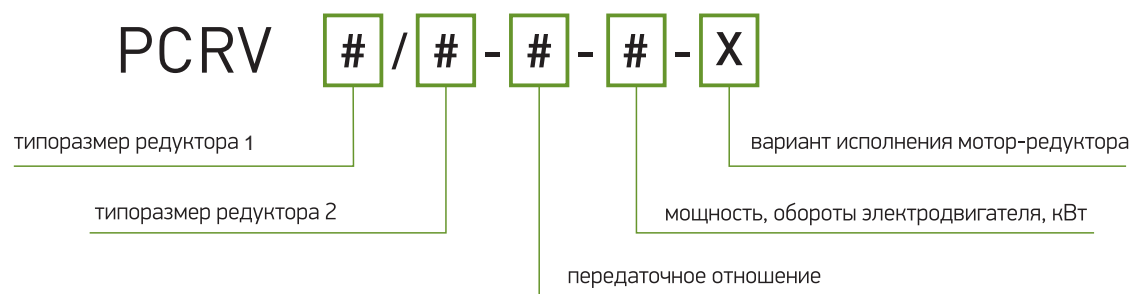 PCRV # / # - # - # - X
типоразмер редуктора 1
вариант исполнения мотор-редуктора
типоразмер редуктора 2
мощность, обороты электродвигателя, кВт
передаточное отношение